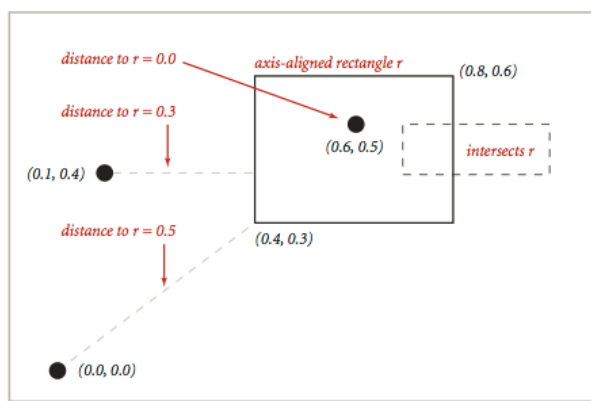 distance to r = 0.0
axis-aligned rectangle r
(0.8, 0.6)
distance to r = 0.3
(0.6, 0.5)
intersects r
(0.1, 0.4)
distance to r = 0.5
(0.4, 0.3)
(0.0, 0.0)